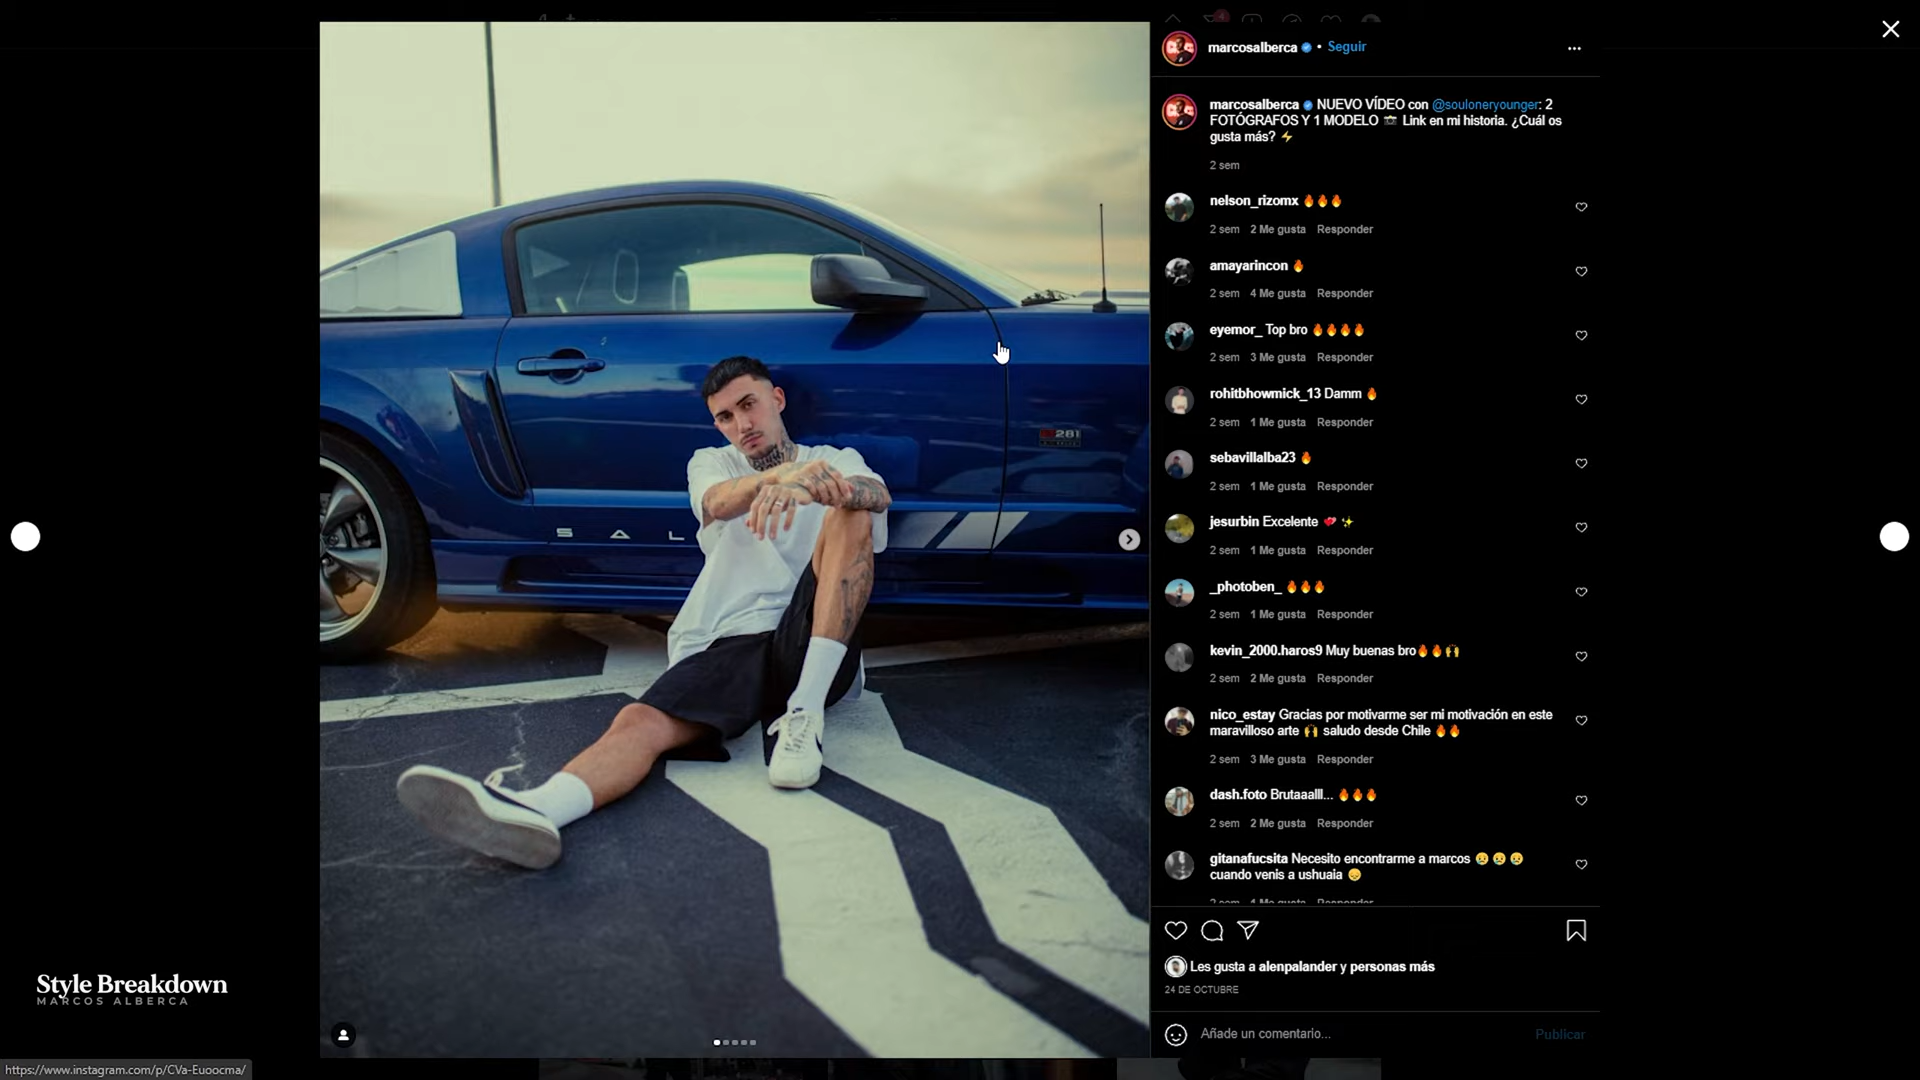 marcosalberca • Seguir
marcosalberca NUEVO VÍDEO con @souloneryounger: 2
FOTÓGRAFOS Y 1 MODELO 📷 Link en mi historia. ¿Cuál os
gusta más? ⚡
2 sem
nelson_rizomx 🔥🔥🔥
2 sem 2 Me gusta Responder
amayarincon 🔥
2 sem 4 Me gusta Responder
eyemor_ Top bro 🔥🔥🔥🔥
2 sem 3 Me gusta Responder
rohitbhowmick_13 Damm 🔥
2 sem 1 Me gusta Responder
sebavillalba23 🔥
2 sem 1 Me gusta Responder
jesurbin Excelente ❤️✨
2 sem 1 Me gusta Responder
_photoben_ 🔥🔥🔥
2 sem 1 Me gusta Responder
kevin_2000.haros9 Muy buenas bro🔥🔥🙌
2 sem 2 Me gusta Responder
nico_estay Gracias por motivarme ser mi motivación en este
maravilloso arte 🙌 saludo desde Chile 🔥🔥
2 sem 3 Me gusta Responder
dash.foto Brutaaalll... 🔥🔥🔥
2 sem 2 Me gusta Responder
gitanafucsita Necesito encontrarme a marcos 😢😢😢
cuando venis a ushuaia 😔
2 sem 1 Me gusta Responder
Les gusta a alenpalander y personas más
24 DE OCTUBRE
Añade un comentario...
Publicar
281
S A L
Style Breakdown
MARCOS ALBERCA
https://www.instagram.com/p/CVa-Euoocma/